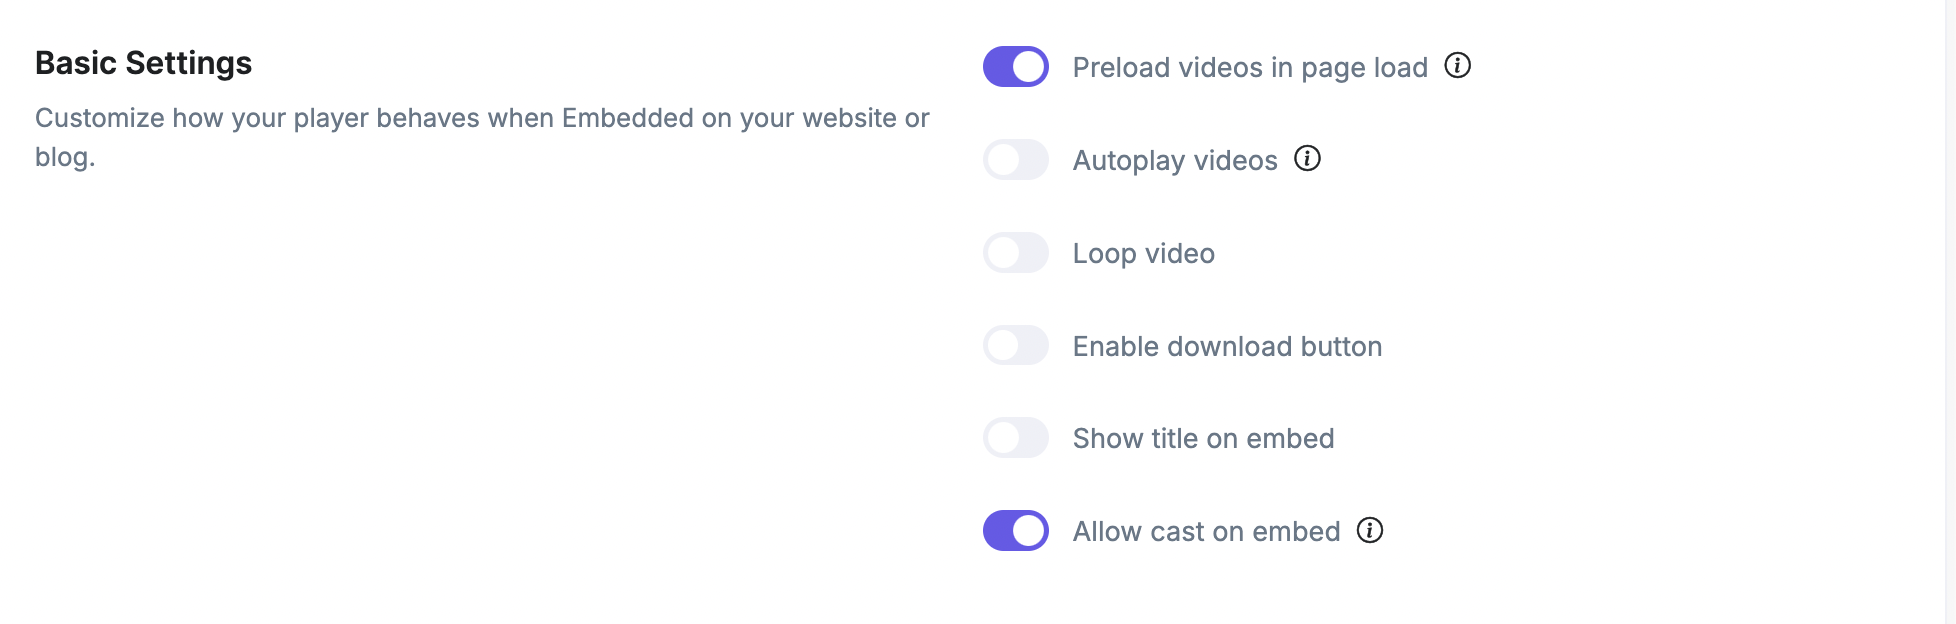 Basic Settings
Customize how your player behaves when Embedded on your website or
blog.
Preload videos in page load
Autoplay videos
Loop video
Enable download button
Show title on embed
Allow cast on embed